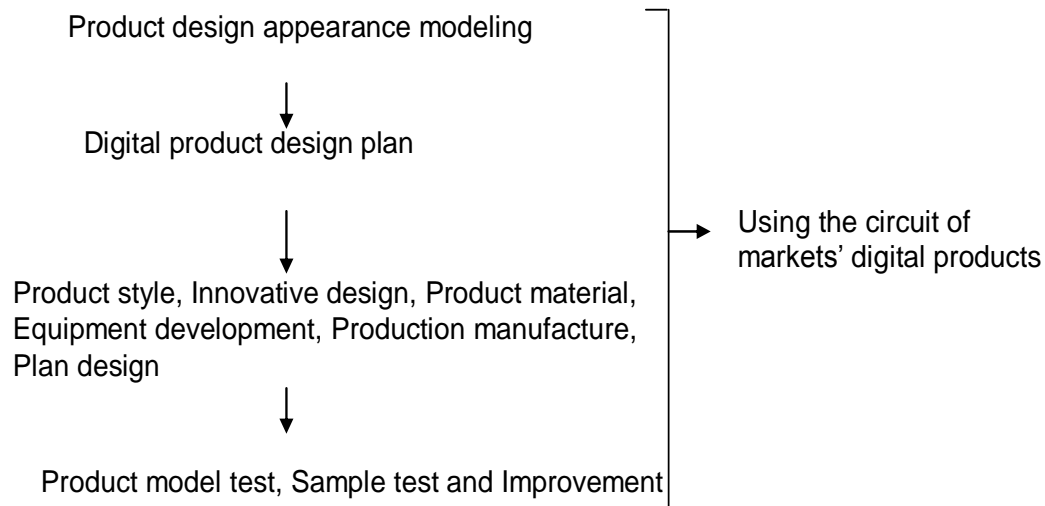 Product design appearance modeling
Digital product design plan
Using the circuit of
markets’ digital products
Product style, Innovative design, Product material,
Equipment development, Production manufacture,
Plan design
Product model test, Sample test and Improvement